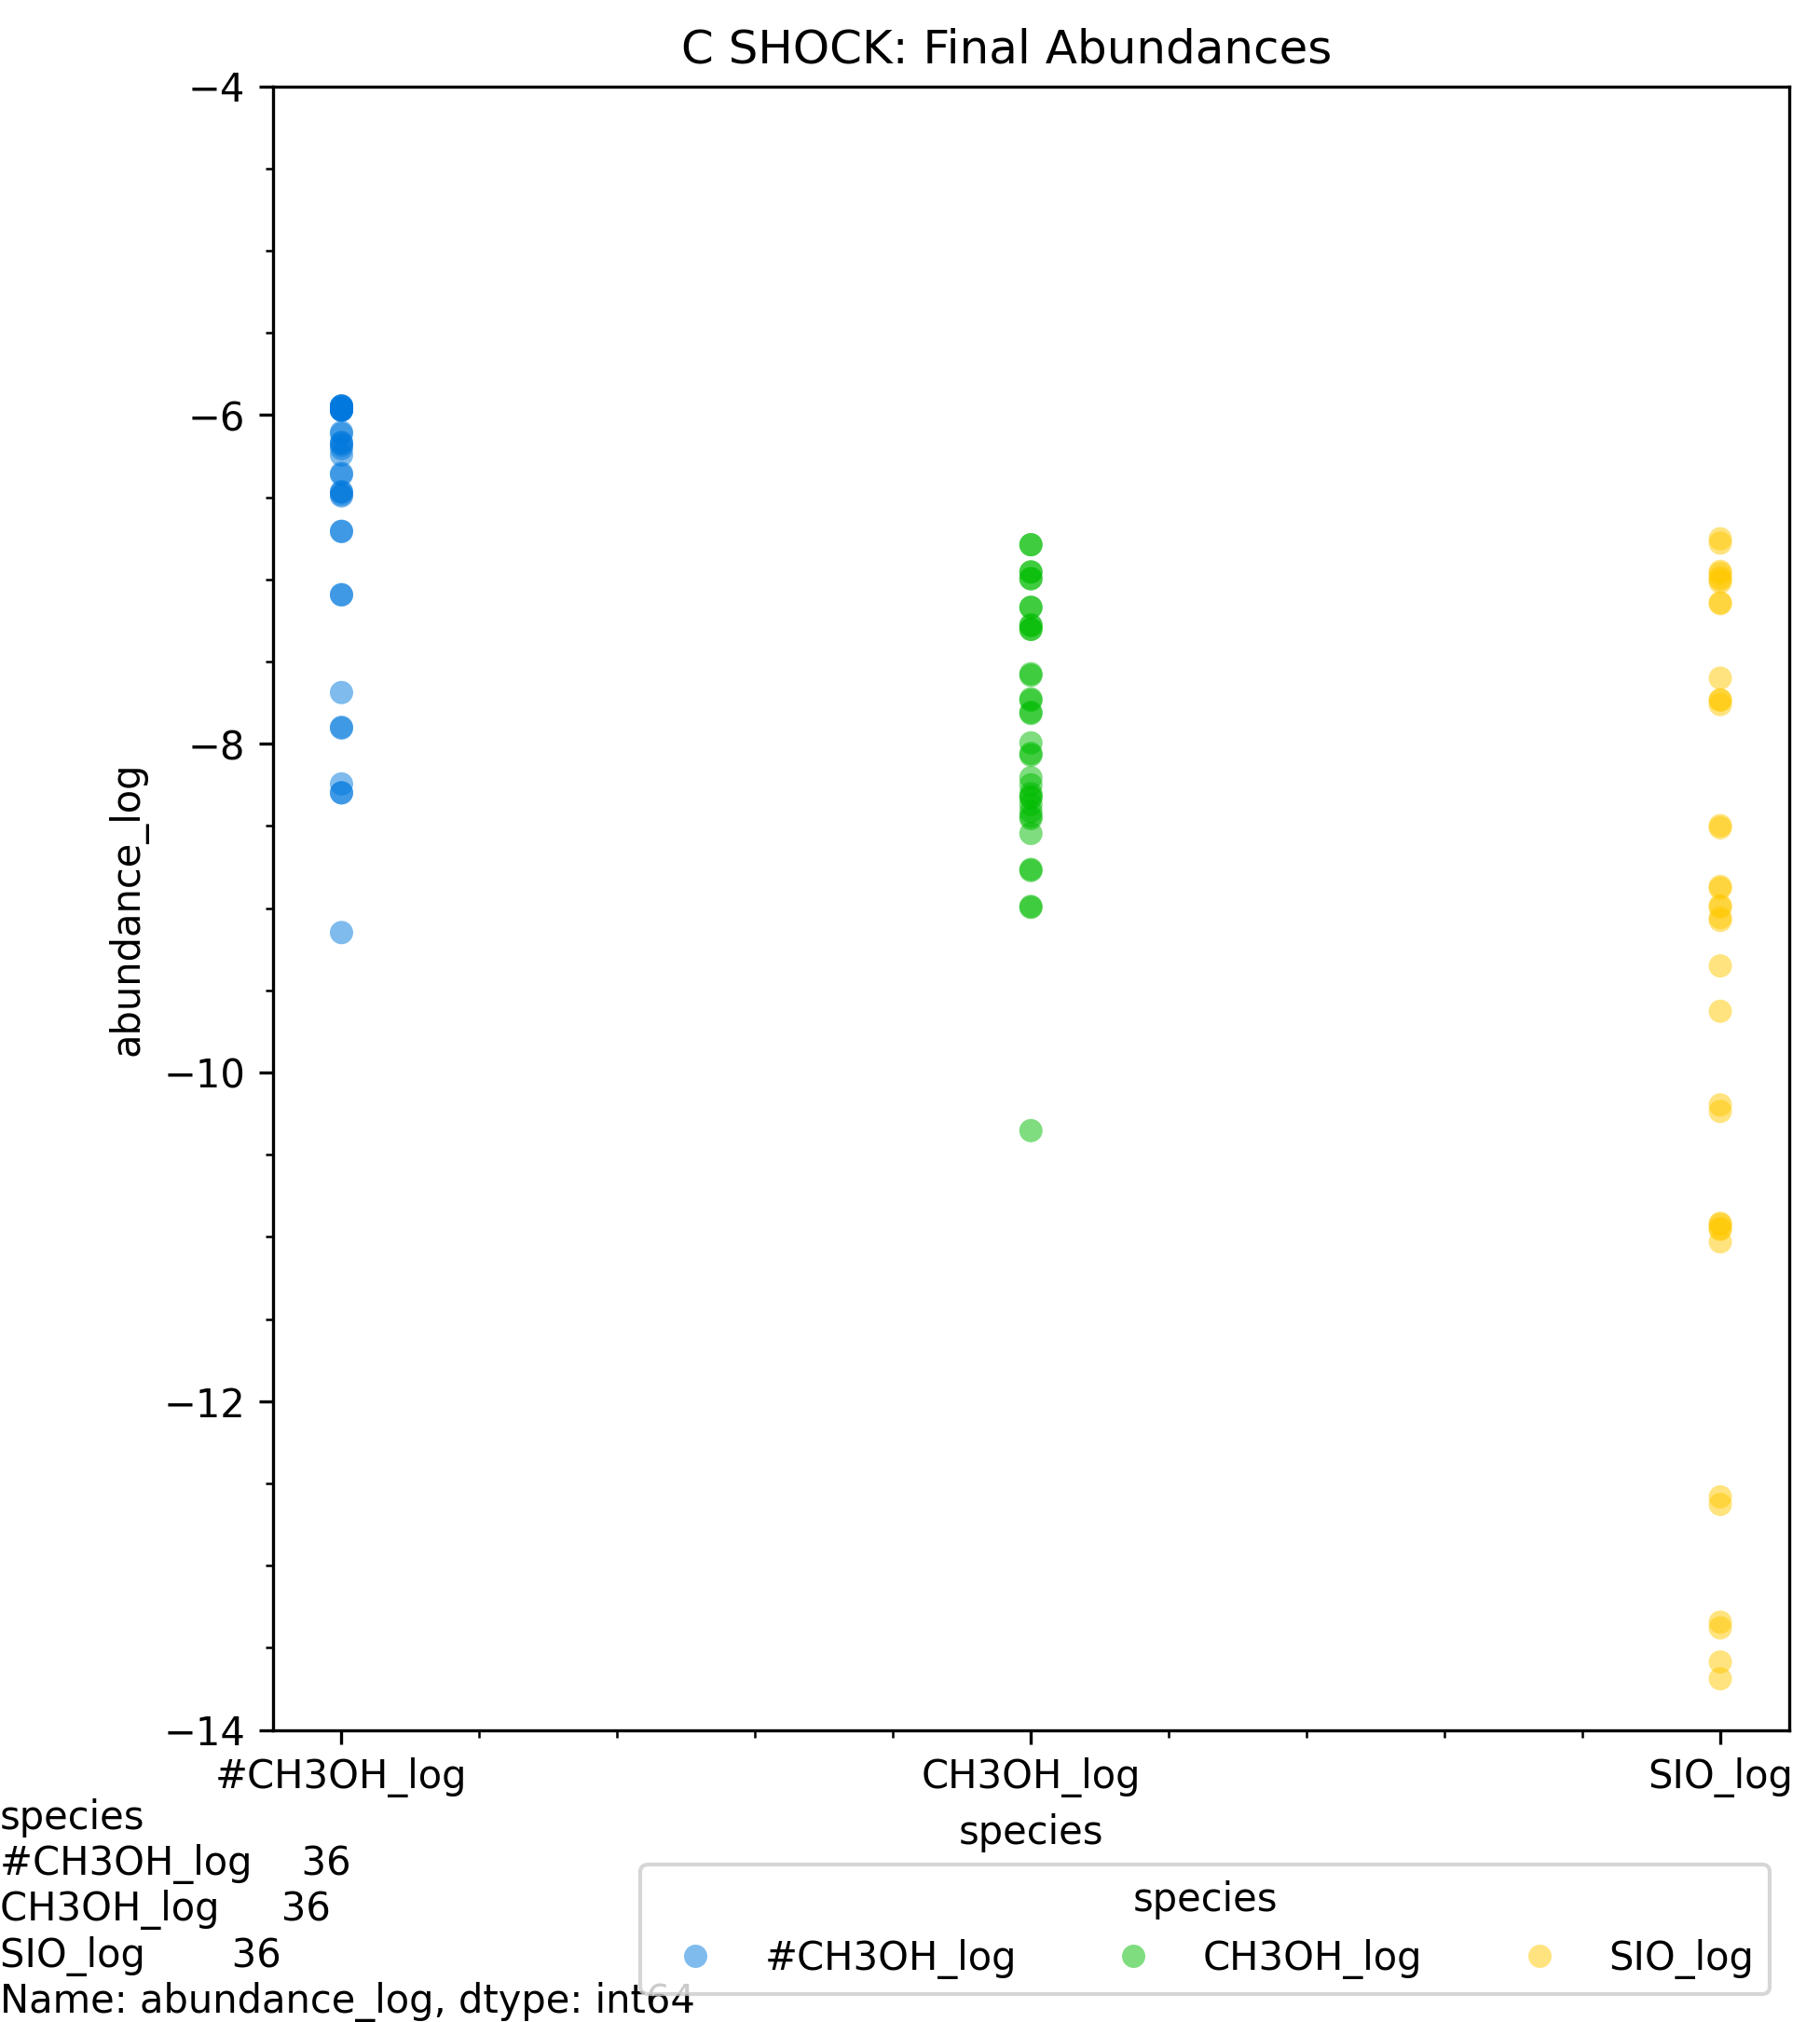 C SHOCK: Final Abundances
−4
−6
−8
−10
−12
−14
abundance_log
#CH3OH_log
CH3OH_log
SIO_log
species
species
#CH3OH_log 36
CH3OH_log 36
SIO_log 36
Name: abundance_log, dtype: int64
species
#CH3OH_log
CH3OH_log
SIO_log